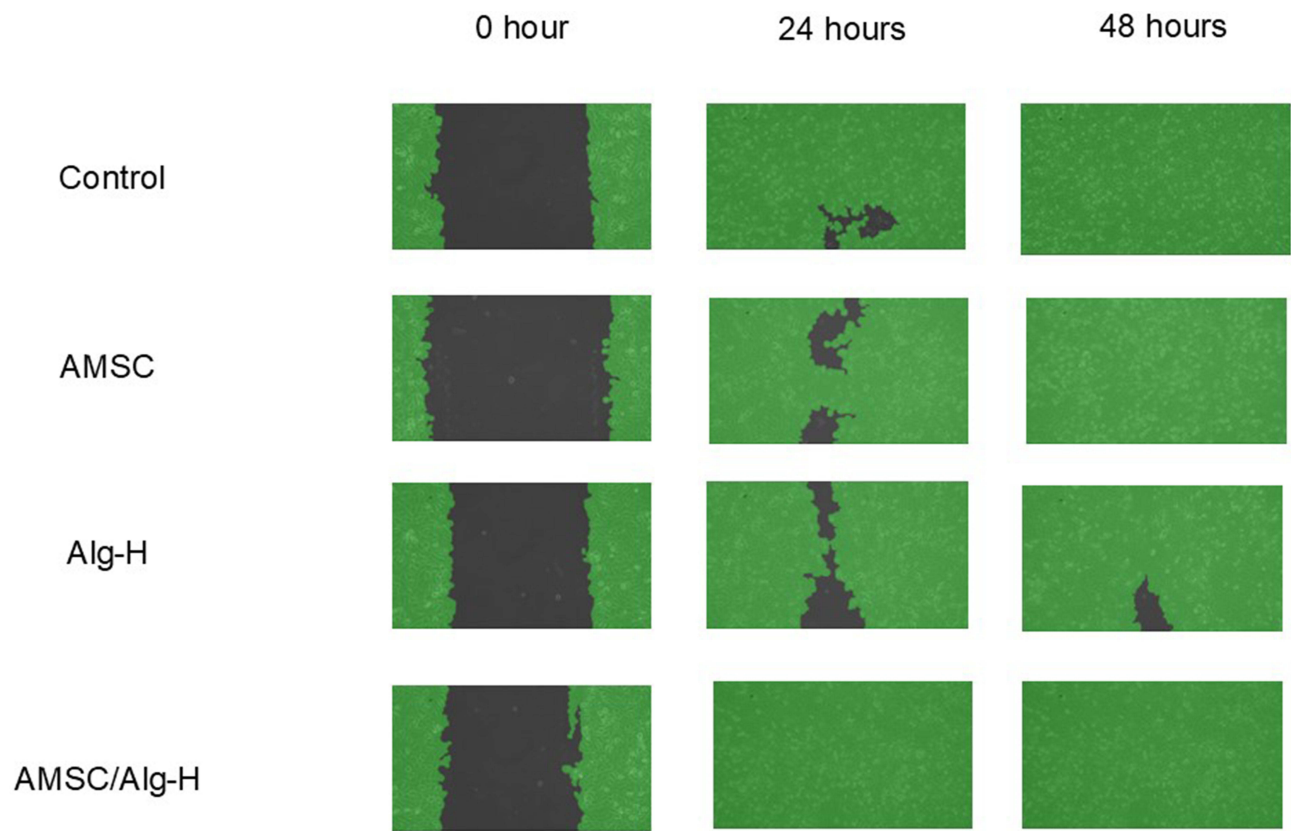 0 hour
24 hours
48 hours
Control
AMSC
Alg-H
AMSC/Alg-H